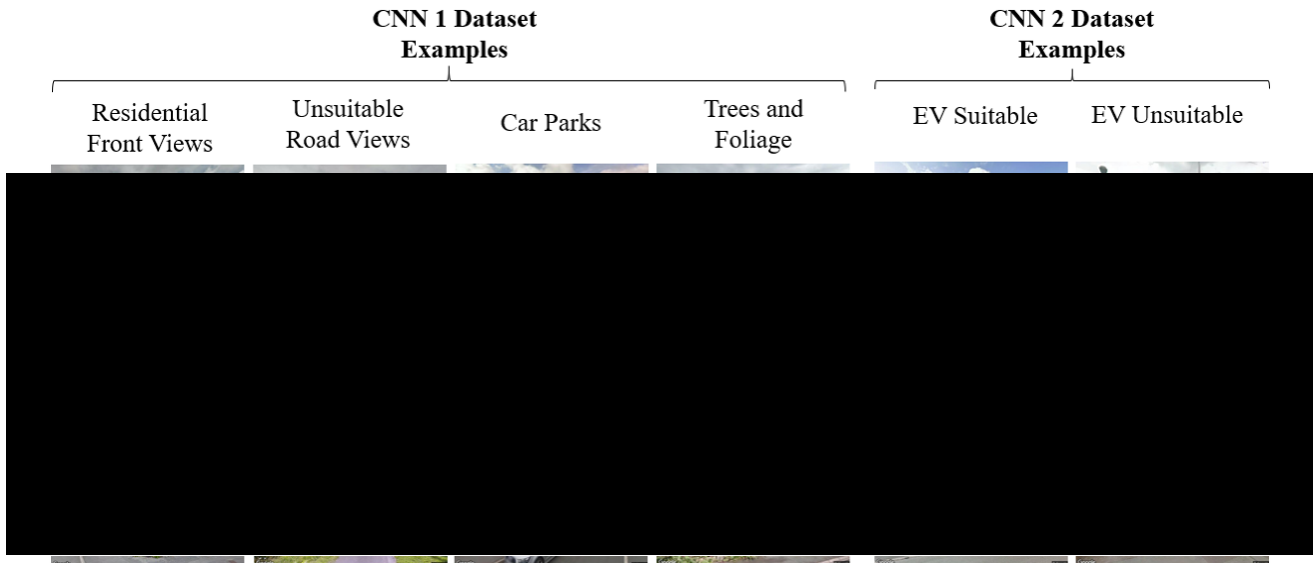 CNN 1 Dataset
Examples
CNN 2 Dataset
Examples
Residential
Front Views
Unsuitable
Road Views
Car Parks
Trees and
Foliage
EV Suitable
EV Unsuitable